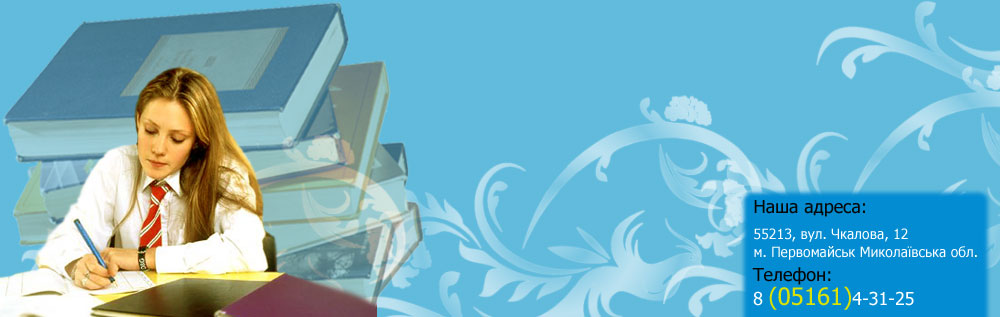 Наша адреса:
55213, вул. Чкалова, 12
м. Первомайськ Миколаївська обл.
Телефон:
8 (05161)4-31-25